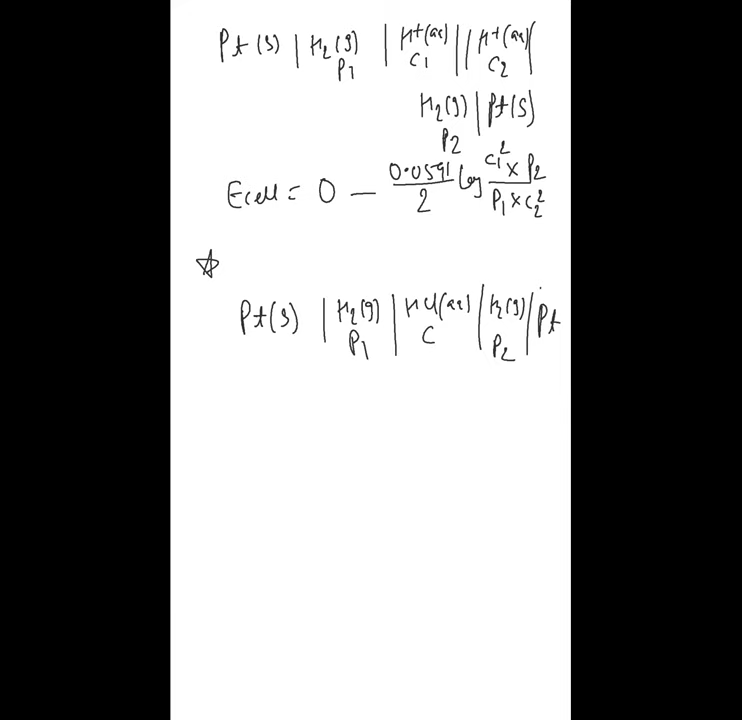 Pt(s) | H₂(g) P₁ | H⁺(aq) C₁ || H⁺(aq) C₂ |
H₂(g) P₂ | Pt(s)
Ecell = 0 — 0.0591/2 log C₁² × P₂ / P₁ × C₂²
☆
Pt(s) | H₂(g) P₁ | HCl(aq) C | H₂(g) P₂ | Pt